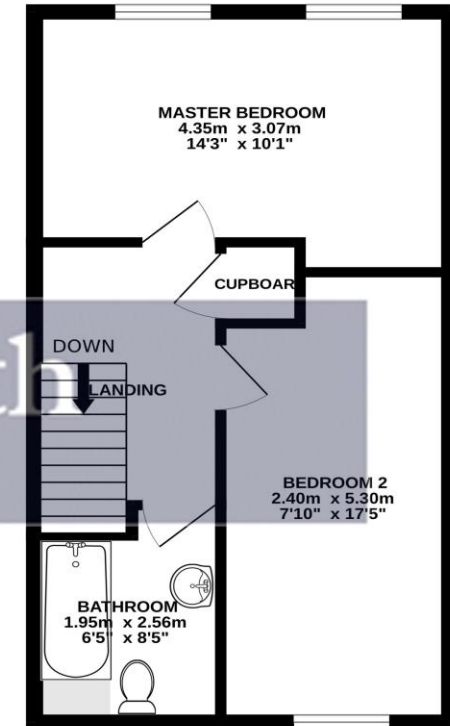 MASTER BEDROOM
4.35m x 3.07m
14'3" x 10'1"
CUPBOAR
DOWN
th
LANDING
BEDROOM 2
2.40m x 5.30m
7'10" x 17'5"
BATHROOM
1.95m x 2.56m
6'5" x 8'5"